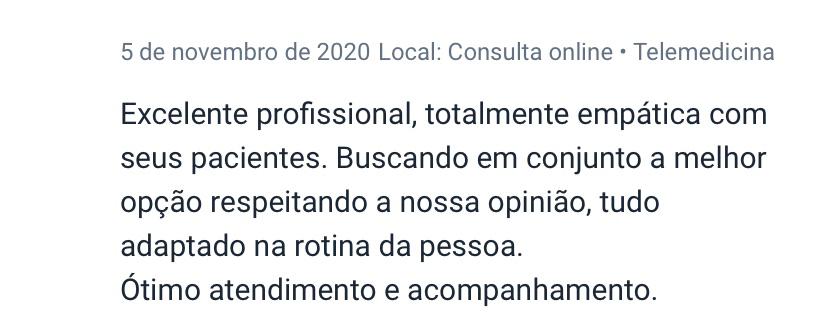 5 de novembro de 2020 Local: Consulta online • Telemedicina
Excelente profissional, totalmente empática com
seus pacientes. Buscando em conjunto a melhor
opção respeitando a nossa opinião, tudo
adaptado na rotina da pessoa.
Ótimo atendimento e acompanhamento.